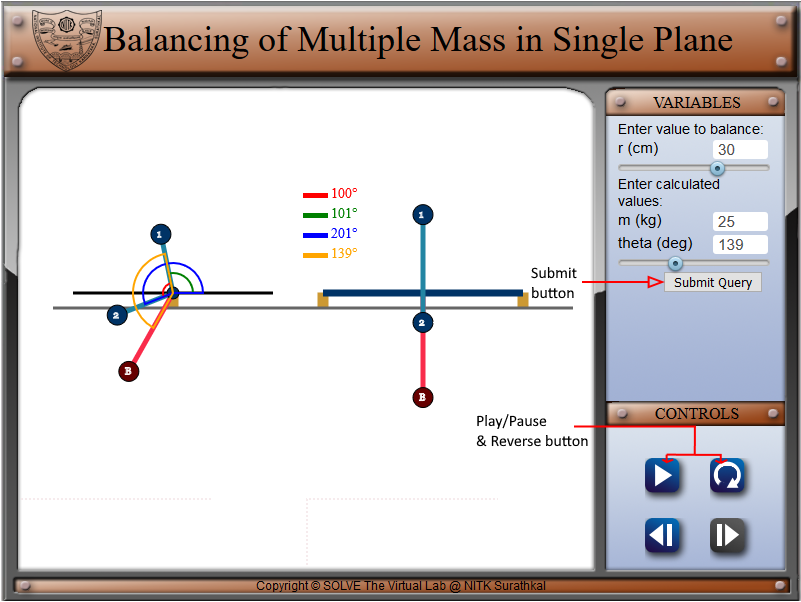 Balancing of Multiple Mass in Single Plane
VARIABLES
Enter value to balance:
r (cm) 30
Enter calculated
values:
m (kg) 25
theta (deg) 139
Submit Query
Submit
button
100°
101°
201°
139°
1
2
B
1
2
B
CONTROLS
Play/Pause
& Reverse button
Copyright © SOLVE The Virtual Lab @ NITK Surathkal